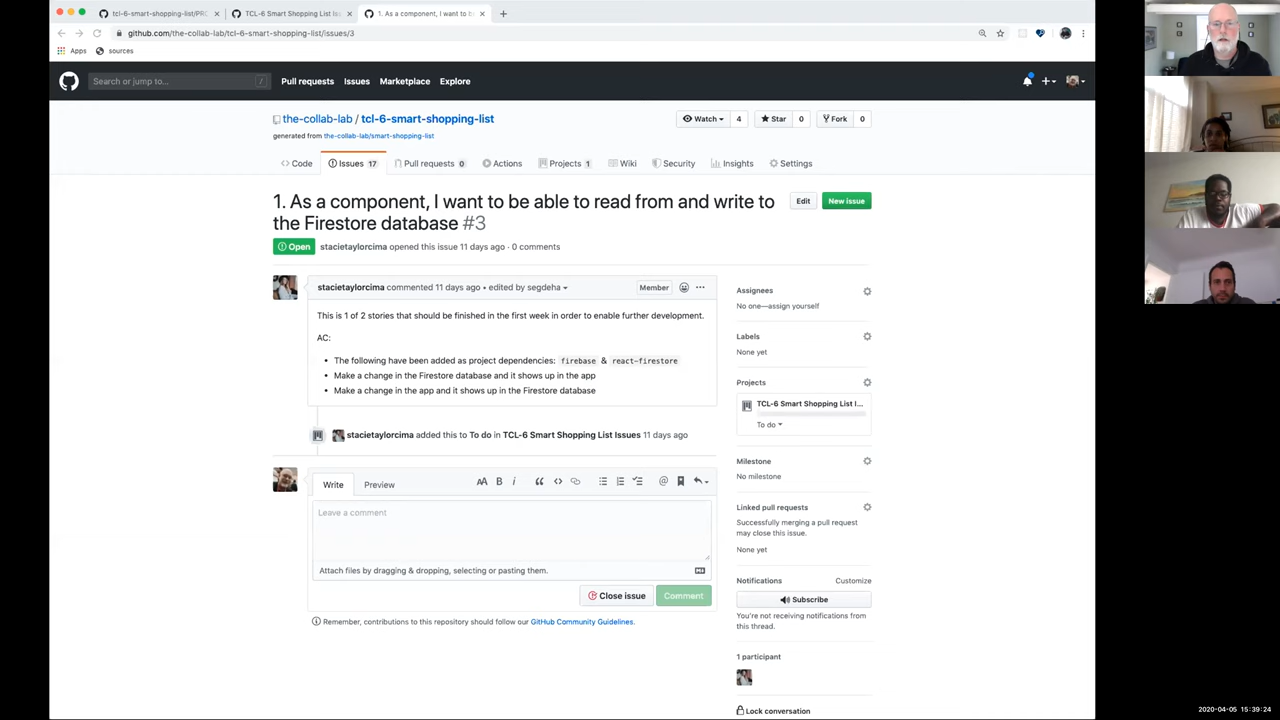 tcl-6-smart-shopping-list/PRO
TCL-6 Smart Shopping List Iss
1. As a component, I want to b
github.com/the-collab-lab/tcl-6-smart-shopping-list/issues/3
Apps
sources
Search or jump to...
/
Pull requests
Issues
Marketplace
Explore
the-collab-lab / tcl-6-smart-shopping-list
generated from the-collab-lab/smart-shopping-list
Watch 4
Star 0
Fork 0
Code
Issues 17
Pull requests 0
Actions
Projects 1
Wiki
Security
Insights
Settings
1. As a component, I want to be able to read from and write to
the Firestore database #3
Edit
New issue
Open
stacietaylorcima opened this issue 11 days ago · 0 comments
stacietaylorcima commented 11 days ago • edited by segdeha
Member
This is 1 of 2 stories that should be finished in the first week in order to enable further development.
AC:
• The following have been added as project dependencies: firebase & react-firestore
• Make a change in the Firestore database and it shows up in the app
• Make a change in the app and it shows up in the Firestore database
stacietaylorcima added this to To do in TCL-6 Smart Shopping List Issues 11 days ago
Write
Preview
AA B i
Leave a comment
Attach files by dragging & dropping, selecting or pasting them.
Close issue
Comment
Remember, contributions to this repository should follow our GitHub Community Guidelines.
Assignees
No one—assign yourself
Labels
None yet
Projects
TCL-6 Smart Shopping List I...
To do
Milestone
No milestone
Linked pull requests
Successfully merging a pull request
may close this issue.
None yet
Notifications
Customize
Subscribe
You're not receiving notifications from
this thread.
1 participant
Lock conversation
2020-04-05 15:39:24